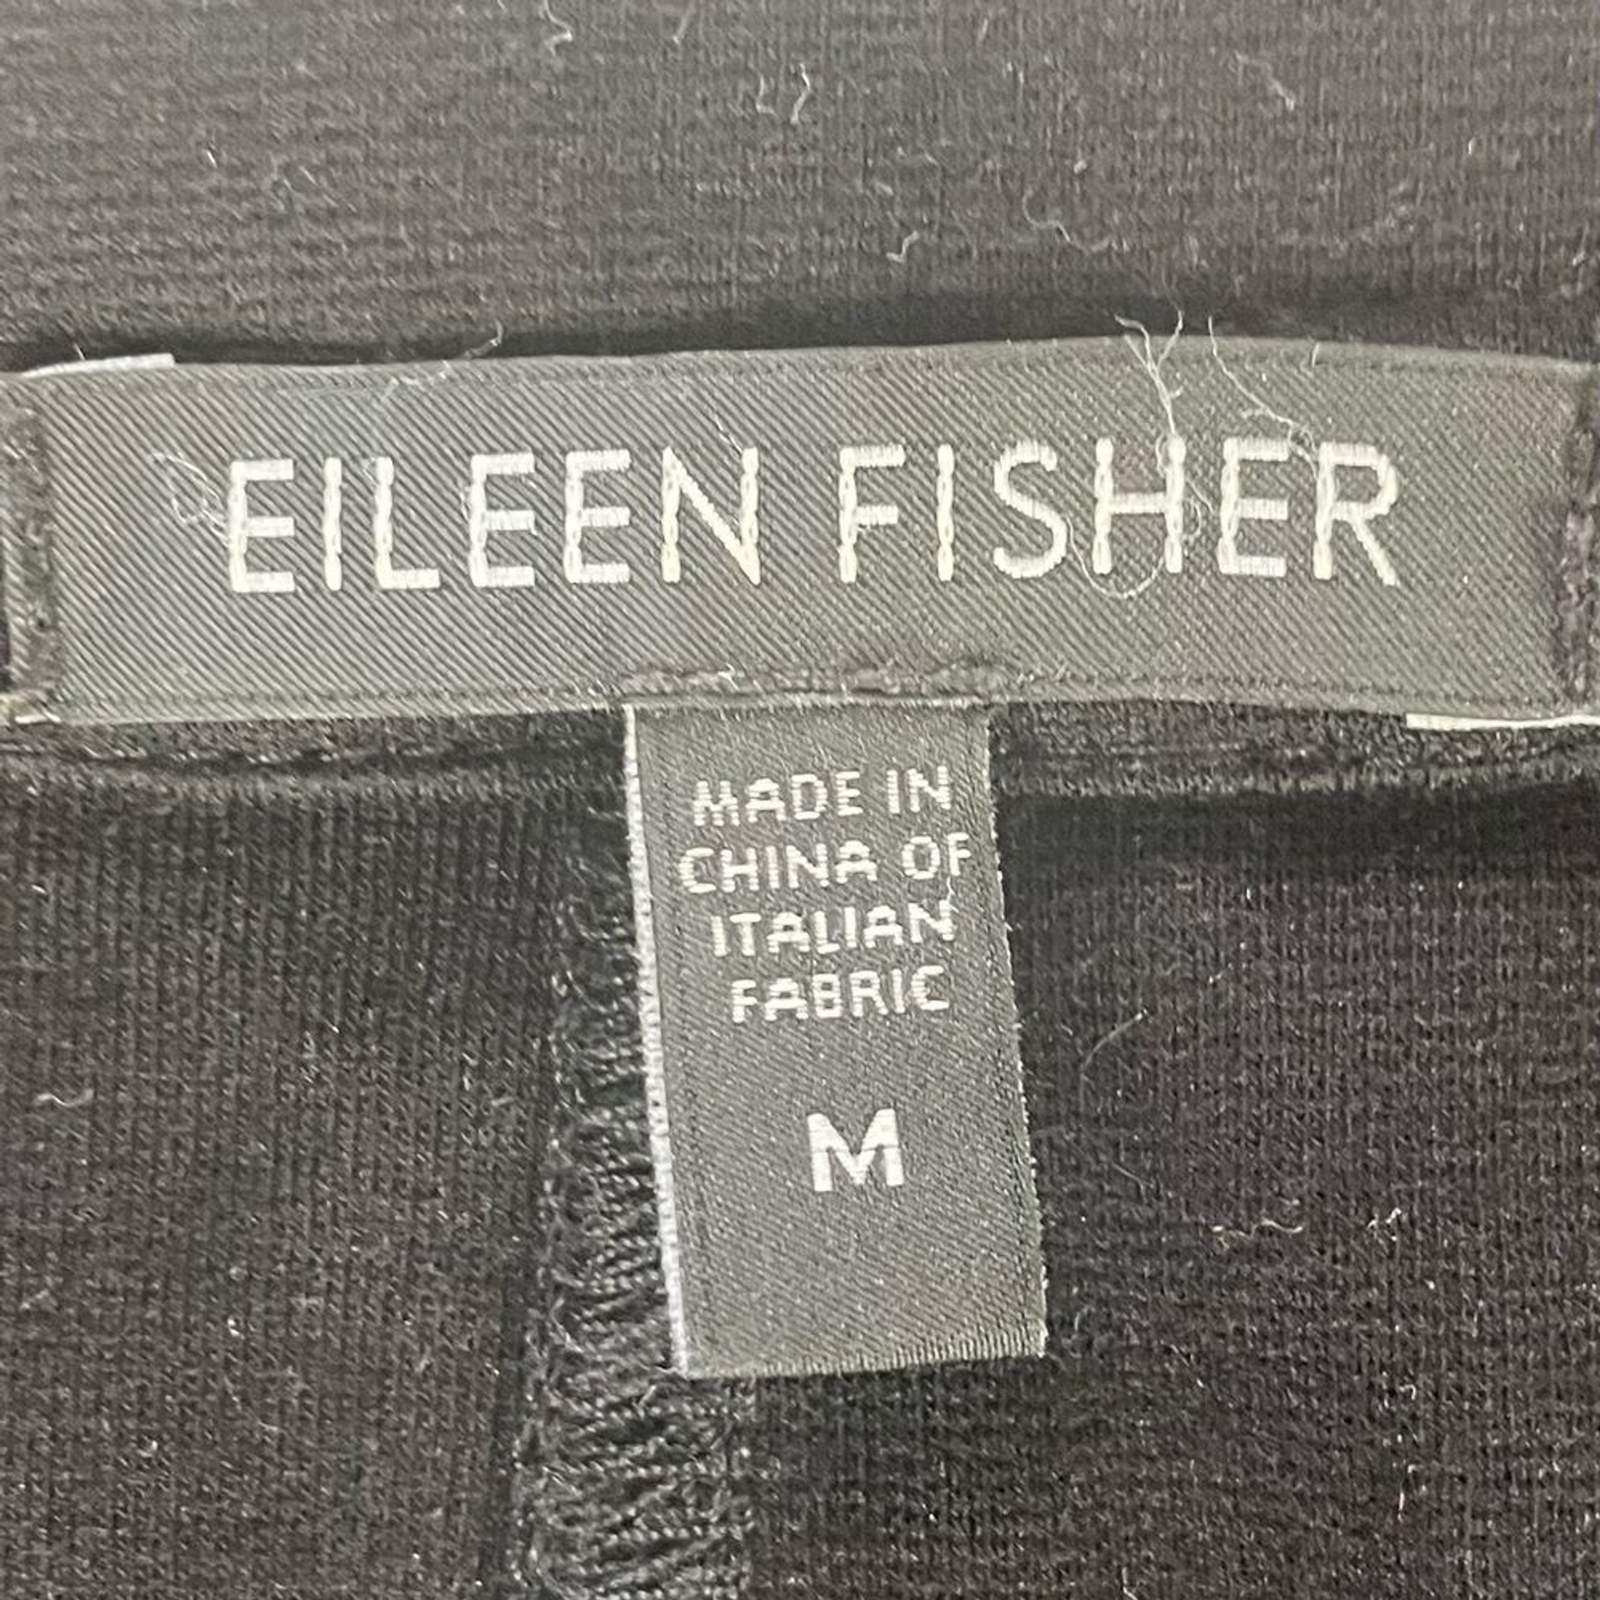 EILEEN FISHER
MADE IN
CHINA OF
ITALIAN
FABRIC
M